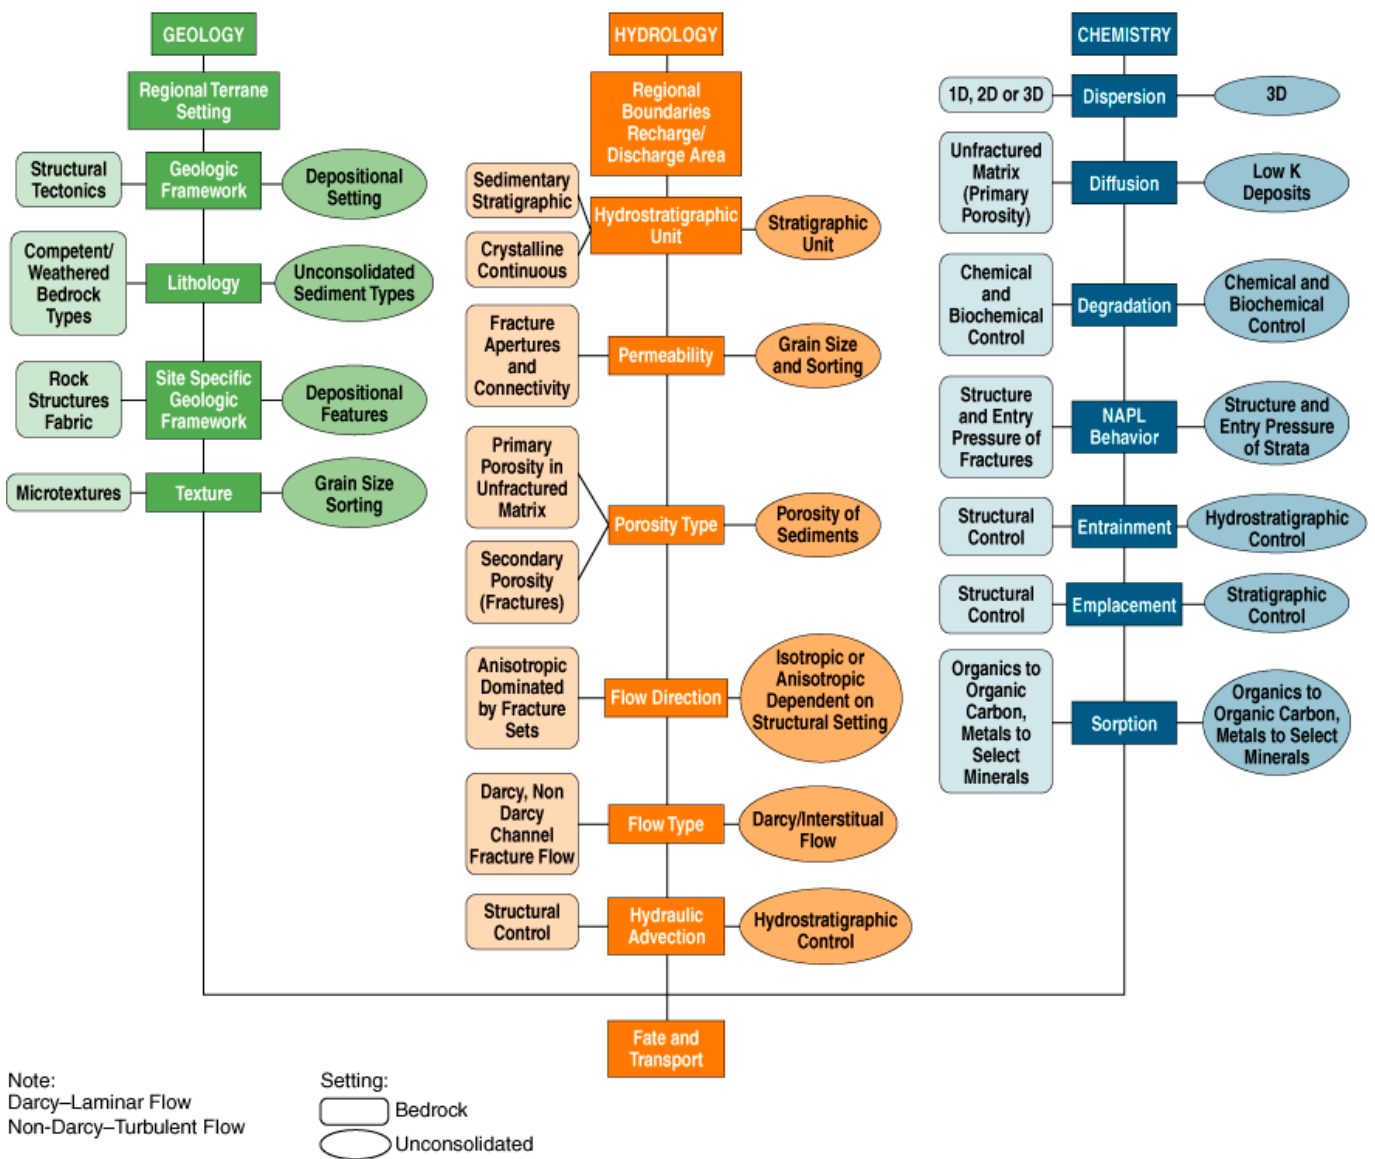 GEOLOGY
Regional Terrane
Setting
Structural
Tectonics
Geologic
Framework
Depositional
Setting
Competent/
Weathered
Bedrock
Types
Lithology
Unconsolidated
Sediment Types
Rock
Structures
Fabric
Site Specific
Geologic
Framework
Depositional
Features
Microtextures
Texture
Grain Size
Sorting
HYDROLOGY
Regional
Boundaries
Recharge/
Discharge Area
Sedimentary
Stratigraphic
Crystalline
Continuous
Hydrostratigraphic
Unit
Stratigraphic
Unit
Fracture
Apertures
and
Connectivity
Permeability
Grain Size
and Sorting
Primary
Porosity in
Unfractured
Matrix
Secondary
Porosity
(Fractures)
Porosity Type
Porosity of
Sediments
Anisotropic
Dominated
by Fracture
Sets
Flow Direction
Isotropic or
Anisotropic
Dependent on
Structural Setting
Darcy, Non
Darcy
Channel
Fracture Flow
Flow Type
Darcy/Interstitual
Flow
Structural
Control
Hydraulic
Advection
Hydrostratigraphic
Control
CHEMISTRY
1D, 2D or 3D
Dispersion
3D
Unfractured
Matrix
(Primary
Porosity)
Diffusion
Low K
Deposits
Chemical
and
Biochemical
Control
Degradation
Chemical and
Biochemical
Control
Structure
and Entry
Pressure of
Fractures
NAPL
Behavior
Structure and
Entry Pressure
of Strata
Structural
Control
Entrainment
Hydrostratigraphic
Control
Structural
Control
Emplacement
Stratigraphic
Control
Organics to
Organic
Carbon,
Metals to
Select
Minerals
Sorption
Organics to
Organic Carbon,
Metals to Select
Minerals
Fate and
Transport
Note:
Darcy–Laminar Flow
Non-Darcy–Turbulent Flow
Setting:
Bedrock
Unconsolidated